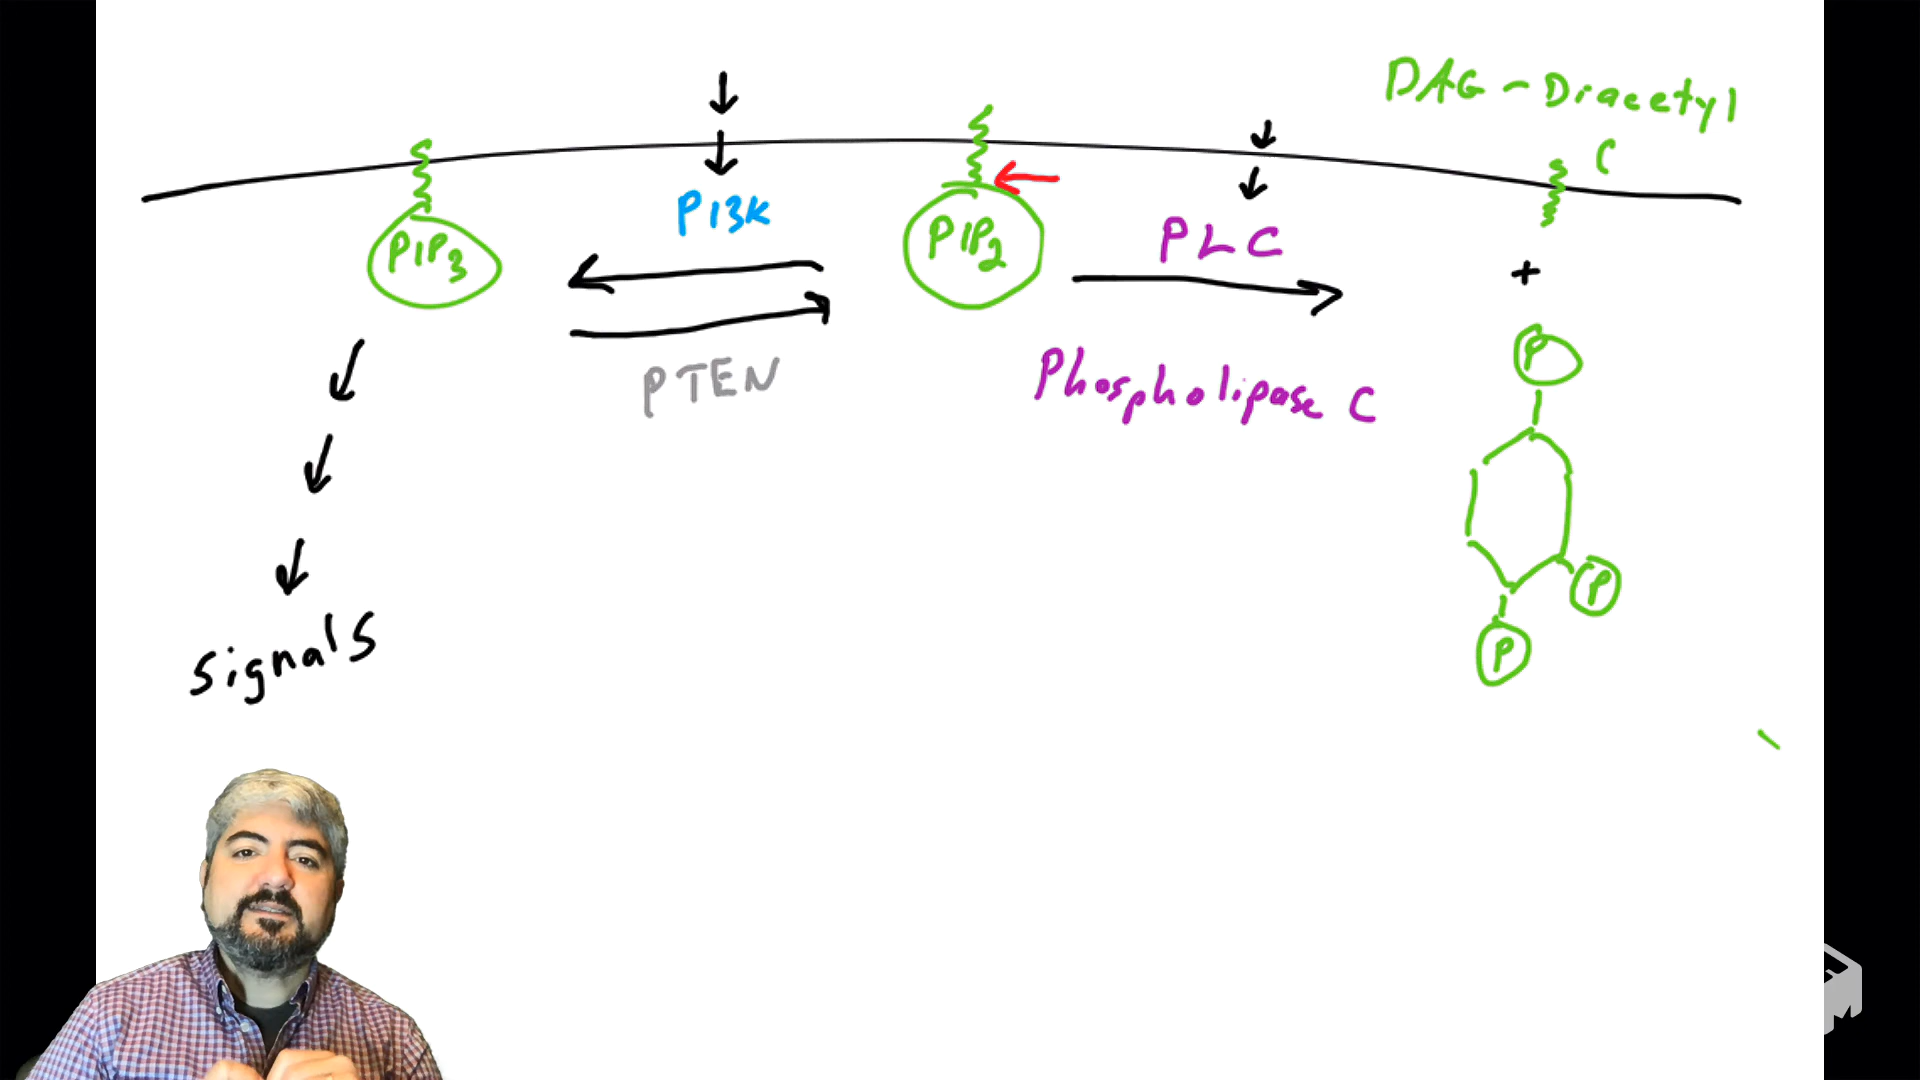 DAG - Diacetyl
C
PI3K
PIP2
PLC
PIP3
PTEN
Phospholipase C
P
P
P
Signals